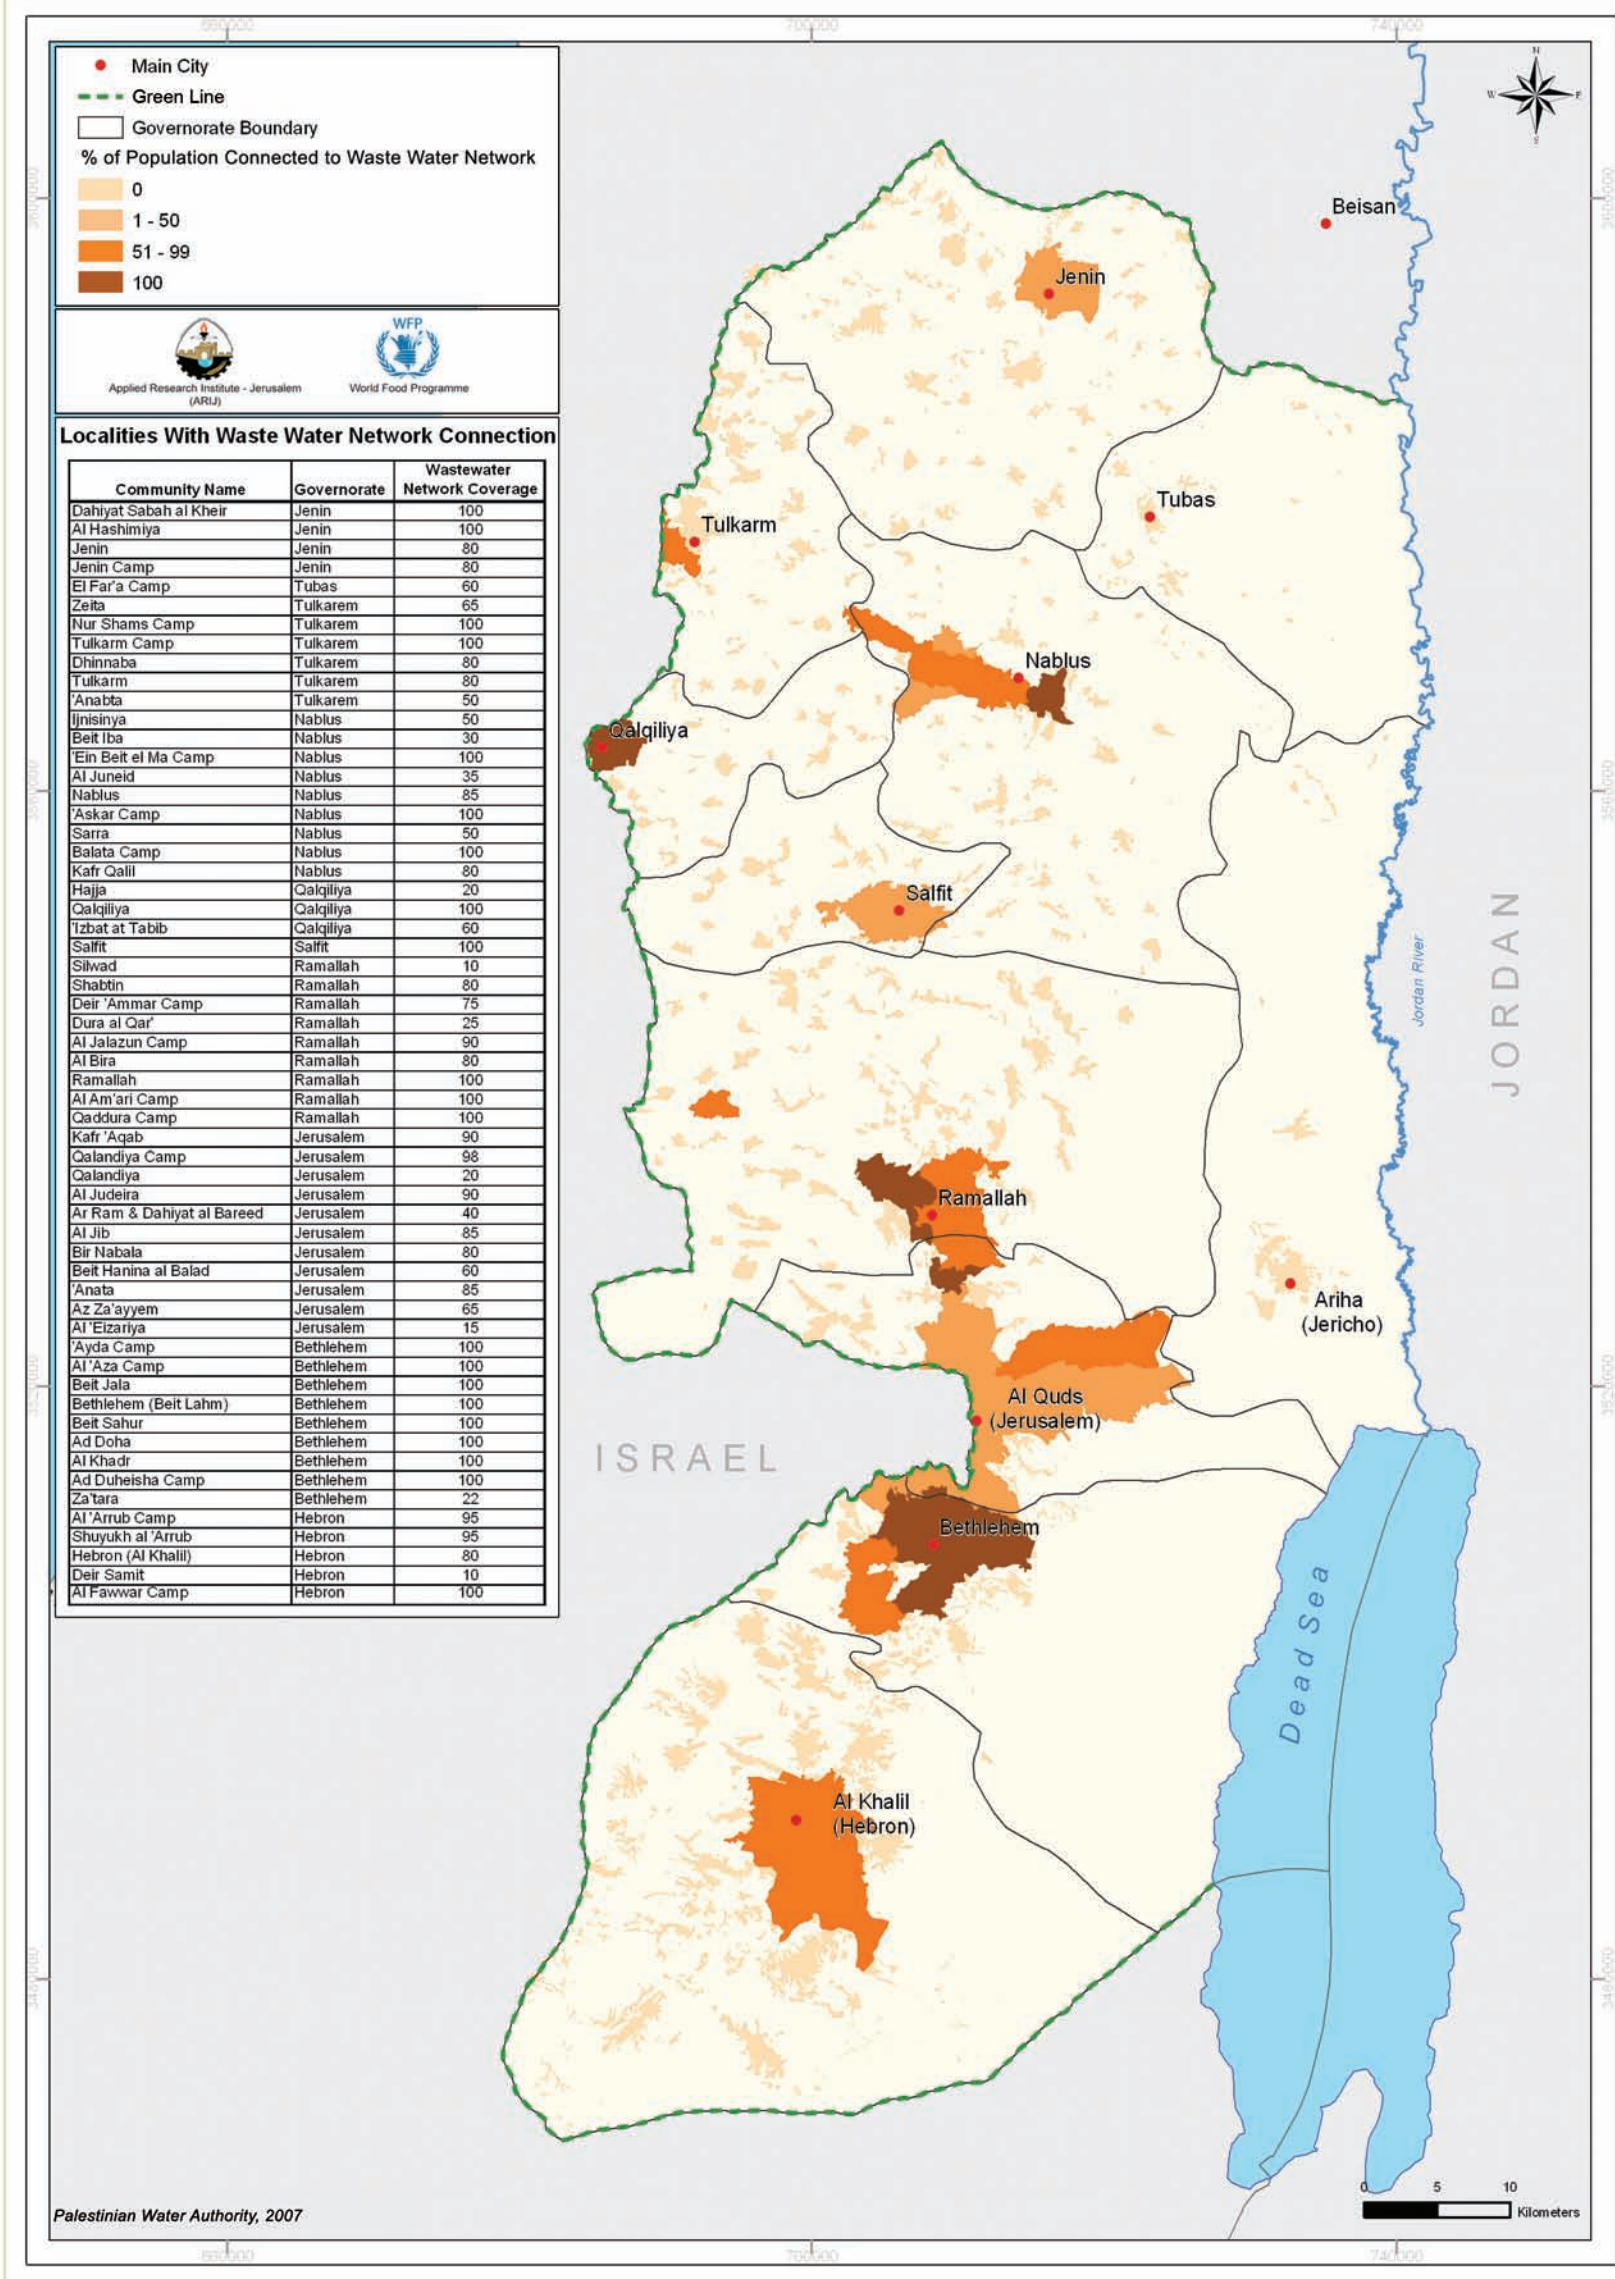 660000
700000
740000
Main City
Green Line
Governorate Boundary
% of Population Connected to Waste Water Network
0
1 - 50
51 - 99
100
Applied Research Institute - Jerusalem
(ARIJ)
WFP
World Food Programme
Localities With Waste Water Network Connection
Community Name Governorate Wastewater Network Coverage
Dahiyat Sabah al Kheir Jenin 100
Al Hashimiya Jenin 100
Jenin Jenin 80
Jenin Camp Jenin 80
El Far'a Camp Tubas 60
Zeita Tulkarem 65
Nur Shams Camp Tulkarem 100
Tulkarm Camp Tulkarem 100
Dhinnaba Tulkarem 80
Tulkarm Tulkarem 80
'Anabta Tulkarem 50
Ijnisinya Nablus 50
Beit Iba Nablus 30
'Ein Beit el Ma Camp Nablus 100
Al Juneid Nablus 35
Nablus Nablus 85
'Askar Camp Nablus 100
Sarra Nablus 50
Balata Camp Nablus 100
Kafr Qalil Nablus 80
Hajja Qalqiliya 20
Qalqiliya Qalqiliya 100
'Izbat at Tabib Qalqiliya 60
Salfit Salfit 100
Silwad Ramallah 10
Shabtin Ramallah 80
Deir 'Ammar Camp Ramallah 75
Dura al Qar' Ramallah 25
Al Jalazun Camp Ramallah 90
Al Bira Ramallah 80
Ramallah Ramallah 100
Al Am'ari Camp Ramallah 100
Qaddura Camp Ramallah 100
Kafr 'Aqab Jerusalem 90
Qalandiya Camp Jerusalem 98
Qalandiya Jerusalem 20
Al Judeira Jerusalem 90
Ar Ram & Dahiyat al Bareed Jerusalem 40
Al Jib Jerusalem 85
Bir Nabala Jerusalem 80
Beit Hanina al Balad Jerusalem 60
'Anata Jerusalem 85
Az Za'ayyem Jerusalem 65
Al 'Eizariya Jerusalem 15
'Ayda Camp Bethlehem 100
Al 'Aza Camp Bethlehem 100
Beit Jala Bethlehem 100
Bethlehem (Beit Lahm) Bethlehem 100
Beit Sahur Bethlehem 100
Ad Doha Bethlehem 100
Al Khadr Bethlehem 100
Ad Duheisha Camp Bethlehem 100
Za'tara Bethlehem 22
Al 'Arrub Camp Hebron 95
Shuyukh al 'Arrub Hebron 95
Hebron (Al Khalil) Hebron 80
Deir Samit Hebron 10
Al Fawwar Camp Hebron 100
N
W
E
S
Beisan
Jenin
Tubas
Tulkarm
Nablus
Qalqiliya
Salfit
Jordan River
JORDAN
Ramallah
Ariha
(Jericho)
Al Quds
(Jerusalem)
ISRAEL
Bethlehem
Dead Sea
Al Khalil
(Hebron)
0 5 10
Kilometers
Palestinian Water Authority, 2007
3600000
3560000
3520000
3480000
3600000
3560000
3520000
3480000
660000
700000
740000